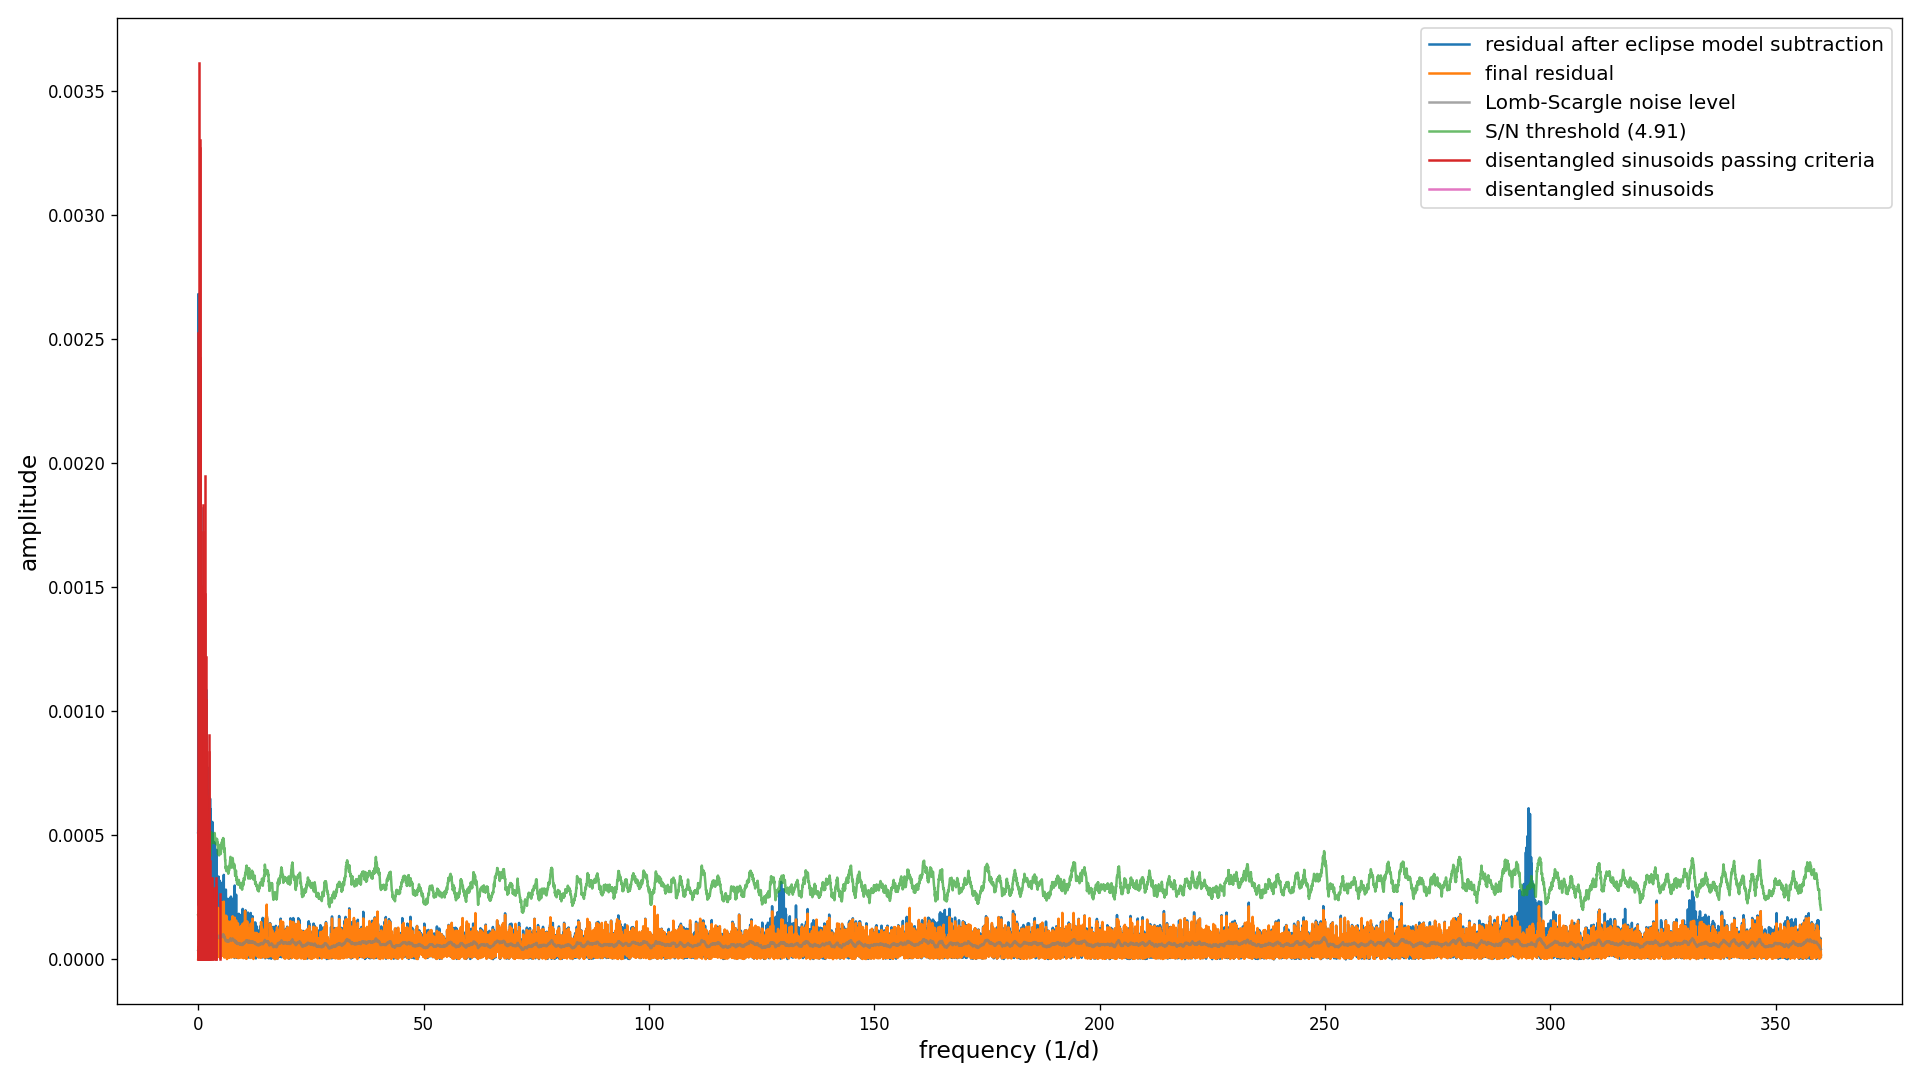 residual after eclipse model subtraction
final residual
Lomb-Scargle noise level
S/N threshold (4.91)
disentangled sinusoids passing criteria
disentangled sinusoids
0.0035
0.0030
0.0025
0.0020
0.0015
0.0010
0.0005
0.0000
amplitude
0 50 100 150 200 250 300 350
frequency (1/d)